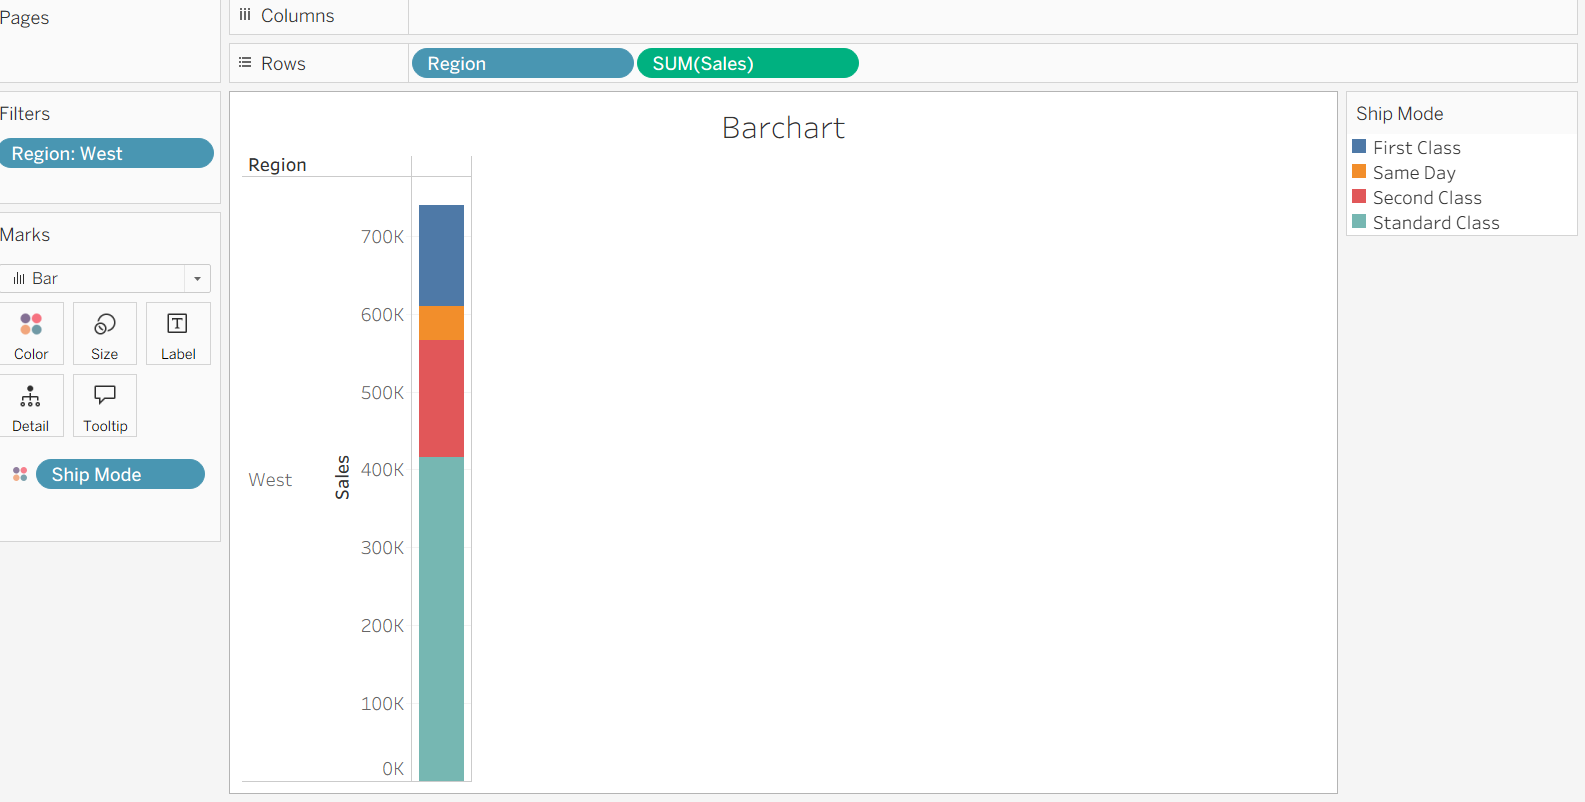 Pages
Columns
Rows
Region
SUM(Sales)
Filters
Region: West
Marks
Bar
Color
Size
Label
Detail
Tooltip
Ship Mode
Barchart
Region
West
Sales
700K
600K
500K
400K
300K
200K
100K
0K
Ship Mode
First Class
Same Day
Second Class
Standard Class